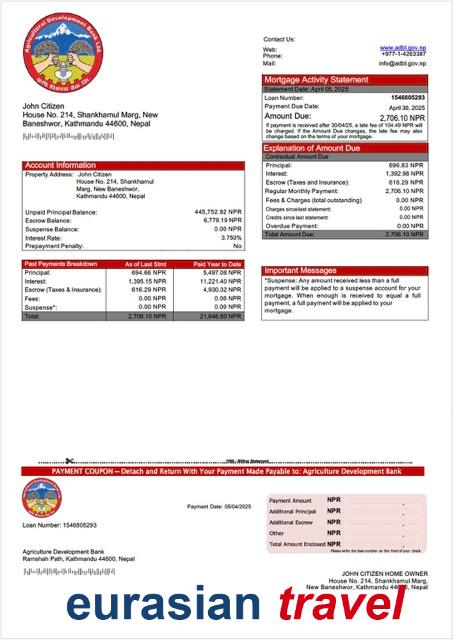 Agricultural Development Bank Ltd.
Contact Us:
Web: www.adbl.gov.np
Phone: +977-1-4263387
Mail: info@adbl.gov.np
Mortgage Activity Statement
Statement Date: April 05, 2025
Loan Number: 1546805293
Payment Due Date: April 30, 2025
Amount Due: 2,706.10 NPR
If payment is received after 30/04/25, a late fee of 104.49 NPR will
be charged. If the Amount Due changes, the late fee may also
change based on the terms of your mortgage.
John Citizen
House No. 214, Shankhamul Marg, New
Baneshwor, Kathmandu 44600, Nepal
Explanation of Amount Due
Contractual Amount Due
Principal: 696.83 NPR
Interest: 1,392.98 NPR
Escrow (Taxes and Insurance): 616.29 NPR
Regular Monthly Payment: 2,706.10 NPR
Fees & Charges (total outstanding) 0.00 NPR
Charges since last statement: 0.00 NPR
Credits since last statement: 0.00 NPR
Overdue Payment: 0.00 NPR
Total Amount Due: 2,706.10 NPR
Account Information
Property Address: John Citizen
House No. 214, Shankhamul
Marg, New Baneshwor,
Kathmandu 44600, Nepal
Unpaid Principal Balance: 445,752.92 NPR
Escrow Balance: 6,779.19 NPR
Suspense Balance: 0.00 NPR
Interest Rate: 3.750%
Prepayment Penalty: No
Past Payments Breakdown As of Last Stmt Paid Year to Date
Principal: 694.66 NPR 5,497.08 NPR
Interest: 1,395.15 NPR 11,221.40 NPR
Escrow (Taxes & Insurance): 616.29 NPR 4,930.32 NPR
Fees: 0.00 NPR 0.00 NPR
Suspense*: 0.00 NPR 0.00 NPR
Total: 2,706.10 NPR 21,648.80 NPR
Important Messages
*Suspense: Any amount received less than a full
payment will be applied to a suspense account for your
mortgage. When enough is received to equal a full
payment, a full payment will be applied to your
mortgage.
PAYMENT COUPON – Detach and Return With Your Payment Made Payable to: Agriculture Development Bank
Payment Date: 05/04/2025
Loan Number: 1546805293
Payment Amount NPR .
Additional Principal NPR .
Additional Escrow NPR .
Other NPR .
Total Amount Enclosed NPR .
Please write the loan number on the front of your check
Agriculture Development Bank
Ramshah Path, Kathmandu 44600, Nepal
JOHN CITIZEN HOME OWNER
House No. 214, Shankhamul Marg,
New Baneshwor, Kathmandu 44600, Nepal
eurasian travel